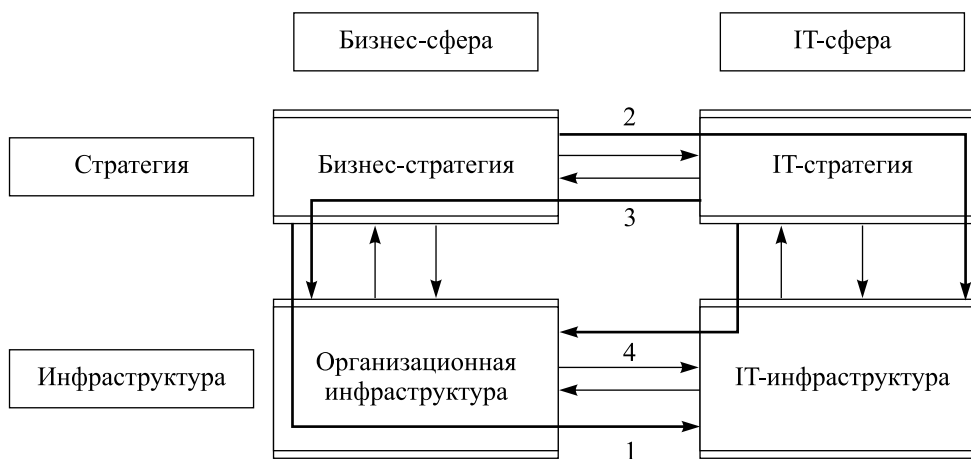 Бизнес-сфера
IT-сфера
2
Стратегия
Бизнес-стратегия
IT-стратегия
3
4
Инфраструктура
Организационная
инфраструктура
IT-инфраструктура
1